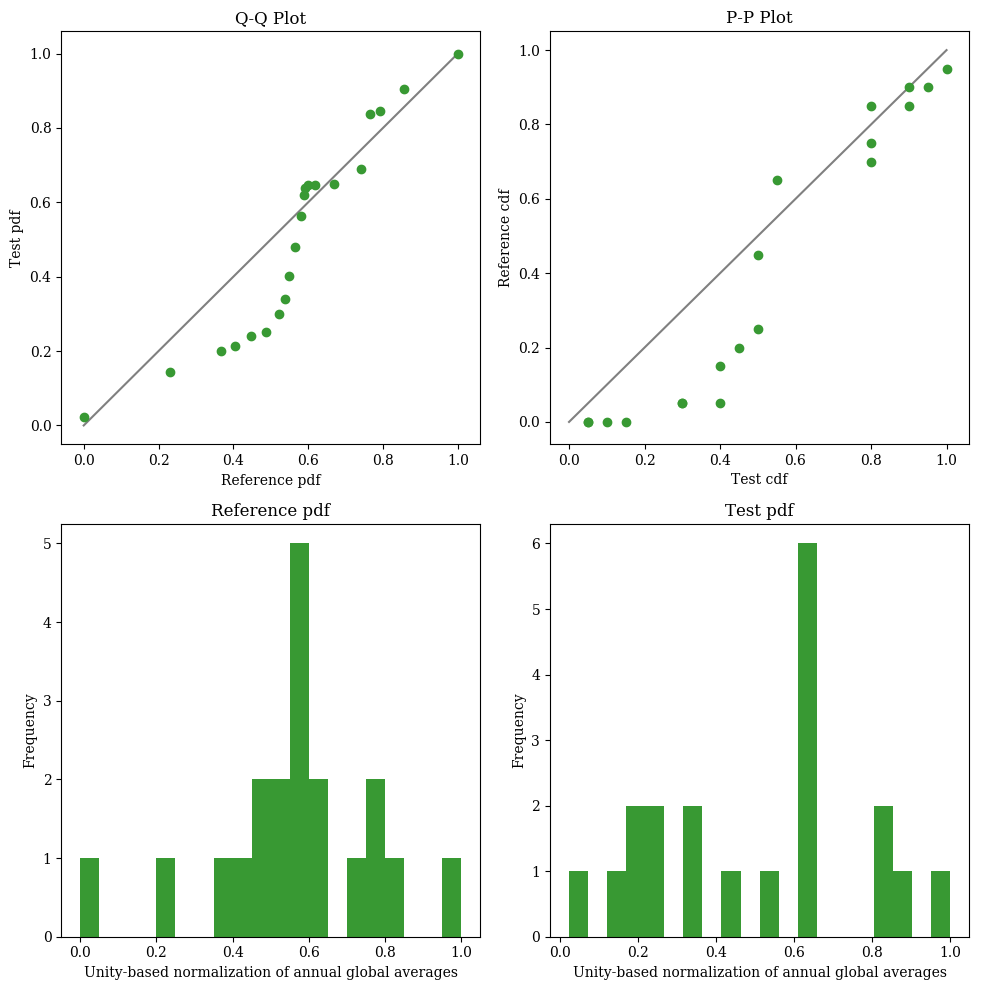 Q-Q Plot
1.0
0.8
0.6
0.4
0.2
0.0
Test pdf
0.0 0.2 0.4 0.6 0.8 1.0
Reference pdf
P-P Plot
1.0
0.8
0.6
0.4
0.2
0.0
Reference cdf
0.0 0.2 0.4 0.6 0.8 1.0
Test cdf
Reference pdf
5
4
3
2
1
0
Frequency
0.0 0.2 0.4 0.6 0.8 1.0
Unity-based normalization of annual global averages
Test pdf
6
5
4
3
2
1
0
Frequency
0.0 0.2 0.4 0.6 0.8 1.0
Unity-based normalization of annual global averages